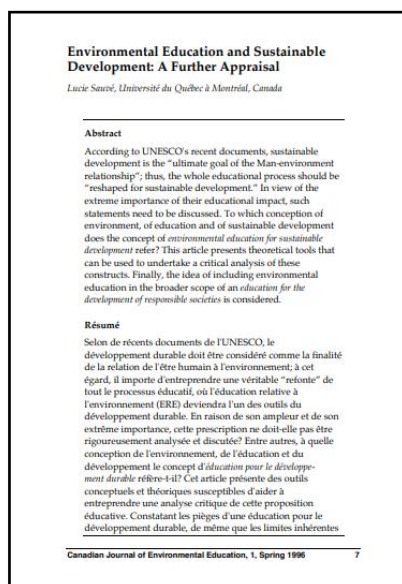 Environmental Education and Sustainable
Development: A Further Appraisal
Lucie Sauvé, Université du Québec à Montréal, Canada
Abstract
According to UNESCO's recent documents, sustainable
development is the "ultimate goal of the Man-environment
relationship"; thus, the whole educational process should be
"reshaped for sustainable development." In view of the
extreme importance of their educational impact, such
statements need to be discussed. To which conception of
environment, of education and of sustainable development
does the concept of environmental education for sustainable
development refer? This article presents theoretical tools that
can be used to undertake a critical analysis of these
constructs. Finally, the idea of including environmental
education in the broader scope of an education for the
development of responsible societies is considered.
Résumé
Selon de récents documents de l'UNESCO, le
développement durable doit être considéré comme la finalité
de la relation de l'être humain à l'environnement; à cet
égard, il importe d'entreprendre une véritable "refonte" de
tout le processus éducatif, où l'éducation relative à
l'environnement (ERE) deviendra l'un des outils du
développement durable. En raison de son ampleur et de son
extrême importance, cette prescription ne doit-elle pas être
rigoureusement analysée et discutée? Entre autres, à quelle
conception de l'environnement, de l'éducation et du
développement le concept d'éducation pour le développe-
ment durable réfère-t-il? Cet article présente des outils
conceptuels et théoriques susceptibles d'aider à
entreprendre une analyse critique de cette proposition
éducative. Constatant les pièges d'une éducation pour le
développement durable, de même que les limites inhérentes
Canadian Journal of Environmental Education, 1, Spring 1996 7